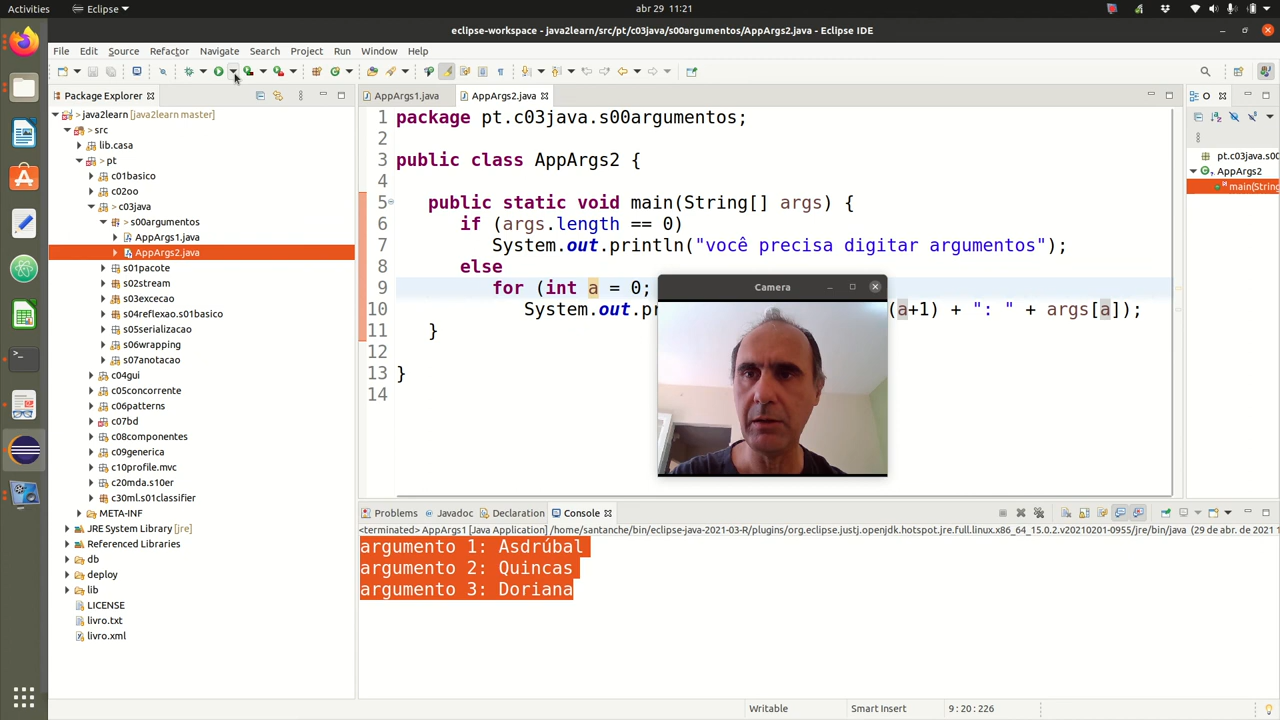 Activities
Eclipse
abr 29 11:21
eclipse-workspace - java2learn/src/pt/c03java/s00argumentos/AppArgs2.java - Eclipse IDE
File Edit Source Refactor Navigate Search Project Run Window Help
Package Explorer
AppArgs1.java
AppArgs2.java
O
> java2learn [java2learn master]
> src
lib.casa
> pt
c01basico
c02oo
> c03java
> s00argumentos
AppArgs1.java
AppArgs2.java
s01pacote
s02stream
s03excecao
s04reflexao.s01basico
s05serializacao
s06wrapping
s07anotacao
c04gui
c05concorrente
c06patterns
c07bd
c08componentes
c09generica
c10profile.mvc
c20mda.s10er
c30ml.s01classifier
META-INF
JRE System Library [jre]
Referenced Libraries
db
deploy
lib
LICENSE
livro.txt
livro.xml
1 package pt.c03java.s00argumentos;
2
3 public class AppArgs2 {
4
5 public static void main(String[] args) {
6 if (args.length == 0)
7 System.out.println("você precisa digitar argumentos");
8 else
9 for (int a = 0;
10 System.out.pr (a+1) + ": " + args[a]);
11 }
12
13 }
14
Camera
pt.c03java.s00
AppArgs2
main(String
Problems
Javadoc
Declaration
Console
<terminated> AppArgs1 [Java Application] /home/santanche/bin/eclipse-java-2021-03-R/plugins/org.eclipse.justj.openjdk.hotspot.jre.full.linux.x86_64_15.0.2.v20210201-0955/jre/bin/java (29 de abr. de 2021 1
argumento 1: Asdrúbal
argumento 2: Quincas
argumento 3: Doriana
Writable
Smart Insert
9 : 20 : 226